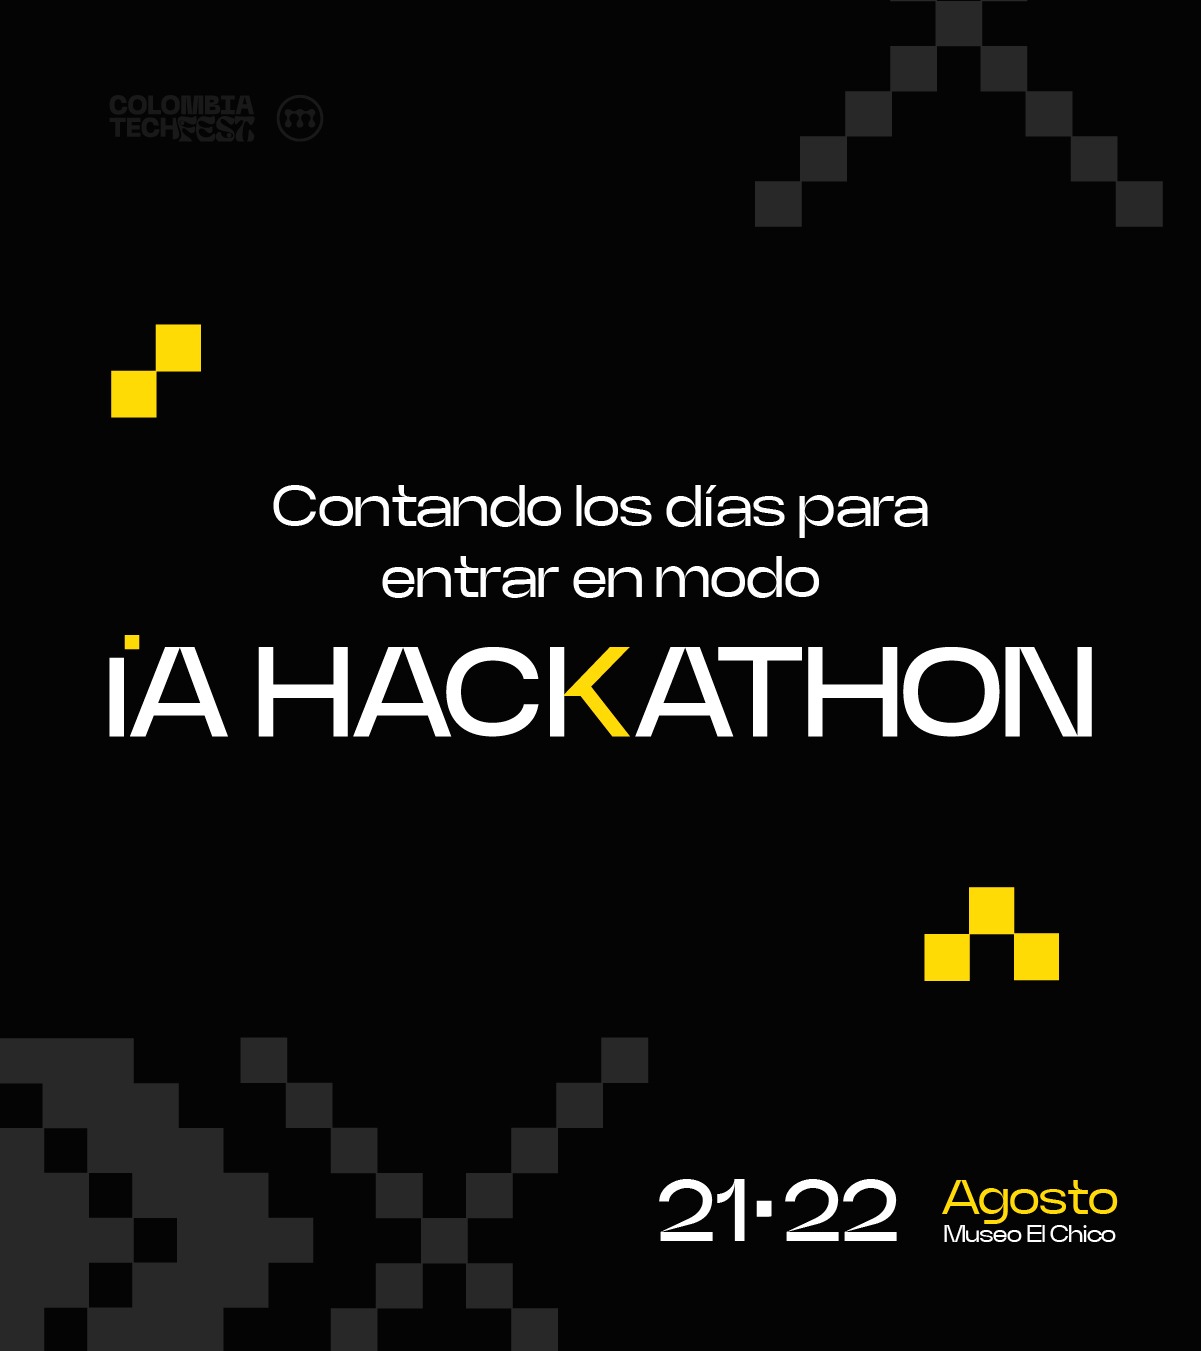 COLOMBIA
TECHFEST
Contando los días para
entrar en modo
iA HACKATHON
21·22
Agosto
Museo El Chico